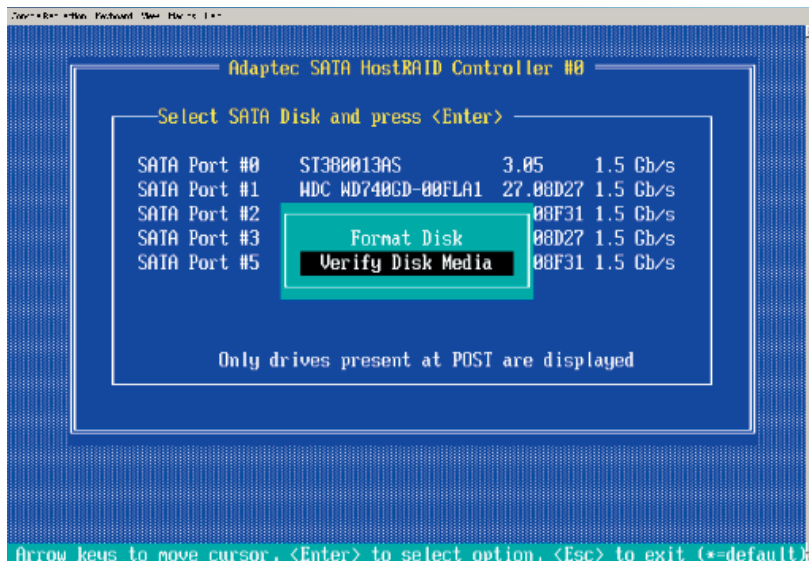 Keyboard View
Adaptec SATA HostRAID Controller #0
Select SATA Disk and press <Enter>
SATA Port #0 ST380013AS 3.05 1.5 Gb/s
SATA Port #1 WDC WD740GD-00FLA1 27.08D27 1.5 Gb/s
SATA Port #2 08F31 1.5 Gb/s
SATA Port #3 Format Disk 08D27 1.5 Gb/s
SATA Port #5 Verify Disk Media 08F31 1.5 Gb/s
Only drives present at POST are displayed
Arrow keys to move cursor, <Enter> to select option, <Esc> to exit (*=default)